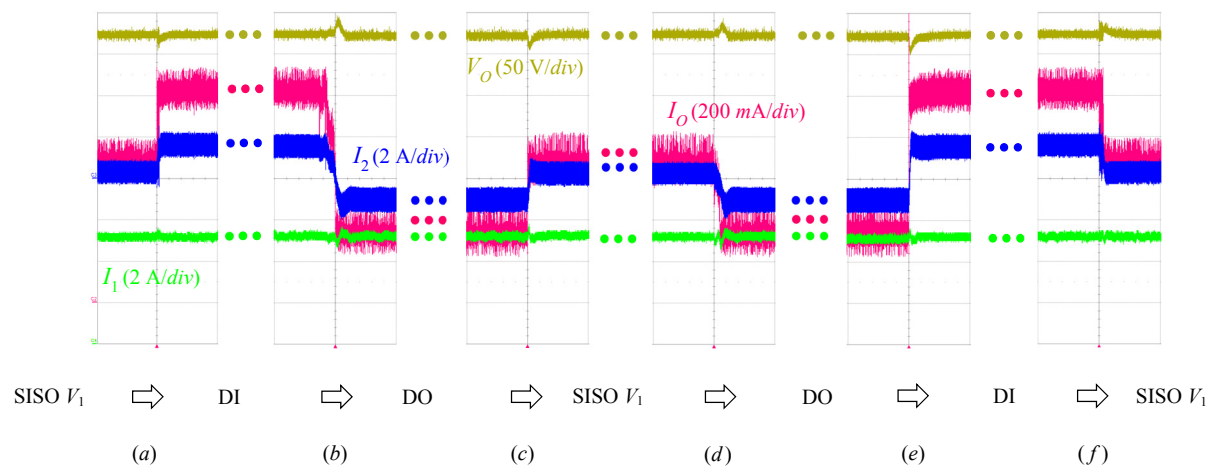 V_O (50 V/div)
I_O (200 mA/div)
I_2 (2 A/div)
I_1 (2 A/div)
SISO V_1 DI DO SISO V_1 DO DI SISO V_1
(a) (b) (c) (d) (e) (f)